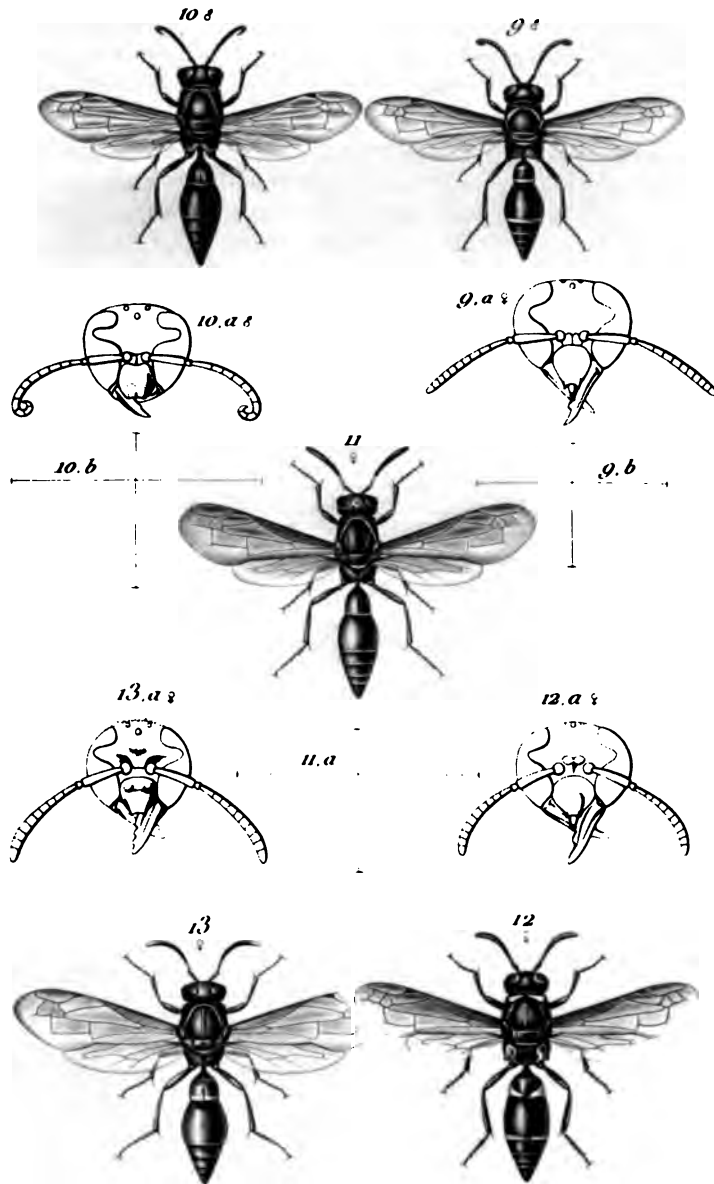 10 ♂ 9 ♂
10.a ♂ 9.a ♀
10.b 11 ♀ 9.b
13.a ♀ 12.a ♀
11.a
13 ♀ 12 ♀